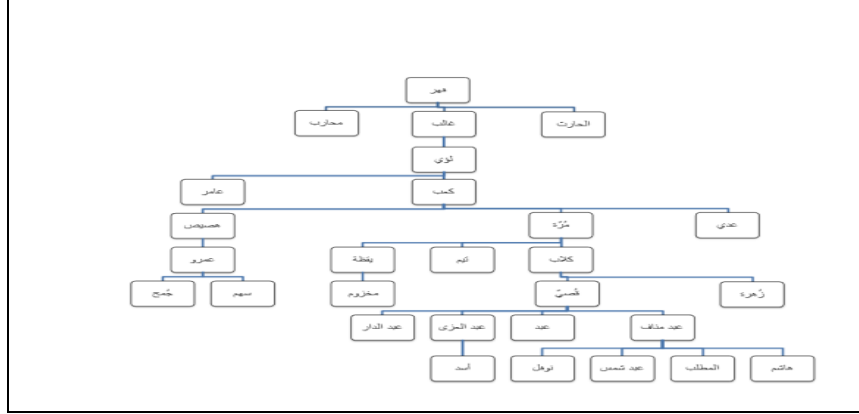 فهر
الحارث غالب محارب
لؤي
كعب عامر
عدي مُرّة هصيص
كلاب تيم يقظة عمرو
زُهرة قُصيّ مخزوم سهم جُمح
عبد مناف عبد عبد العزى عبد الدار
هاشم المطلب عبد شمس نوفل أسد